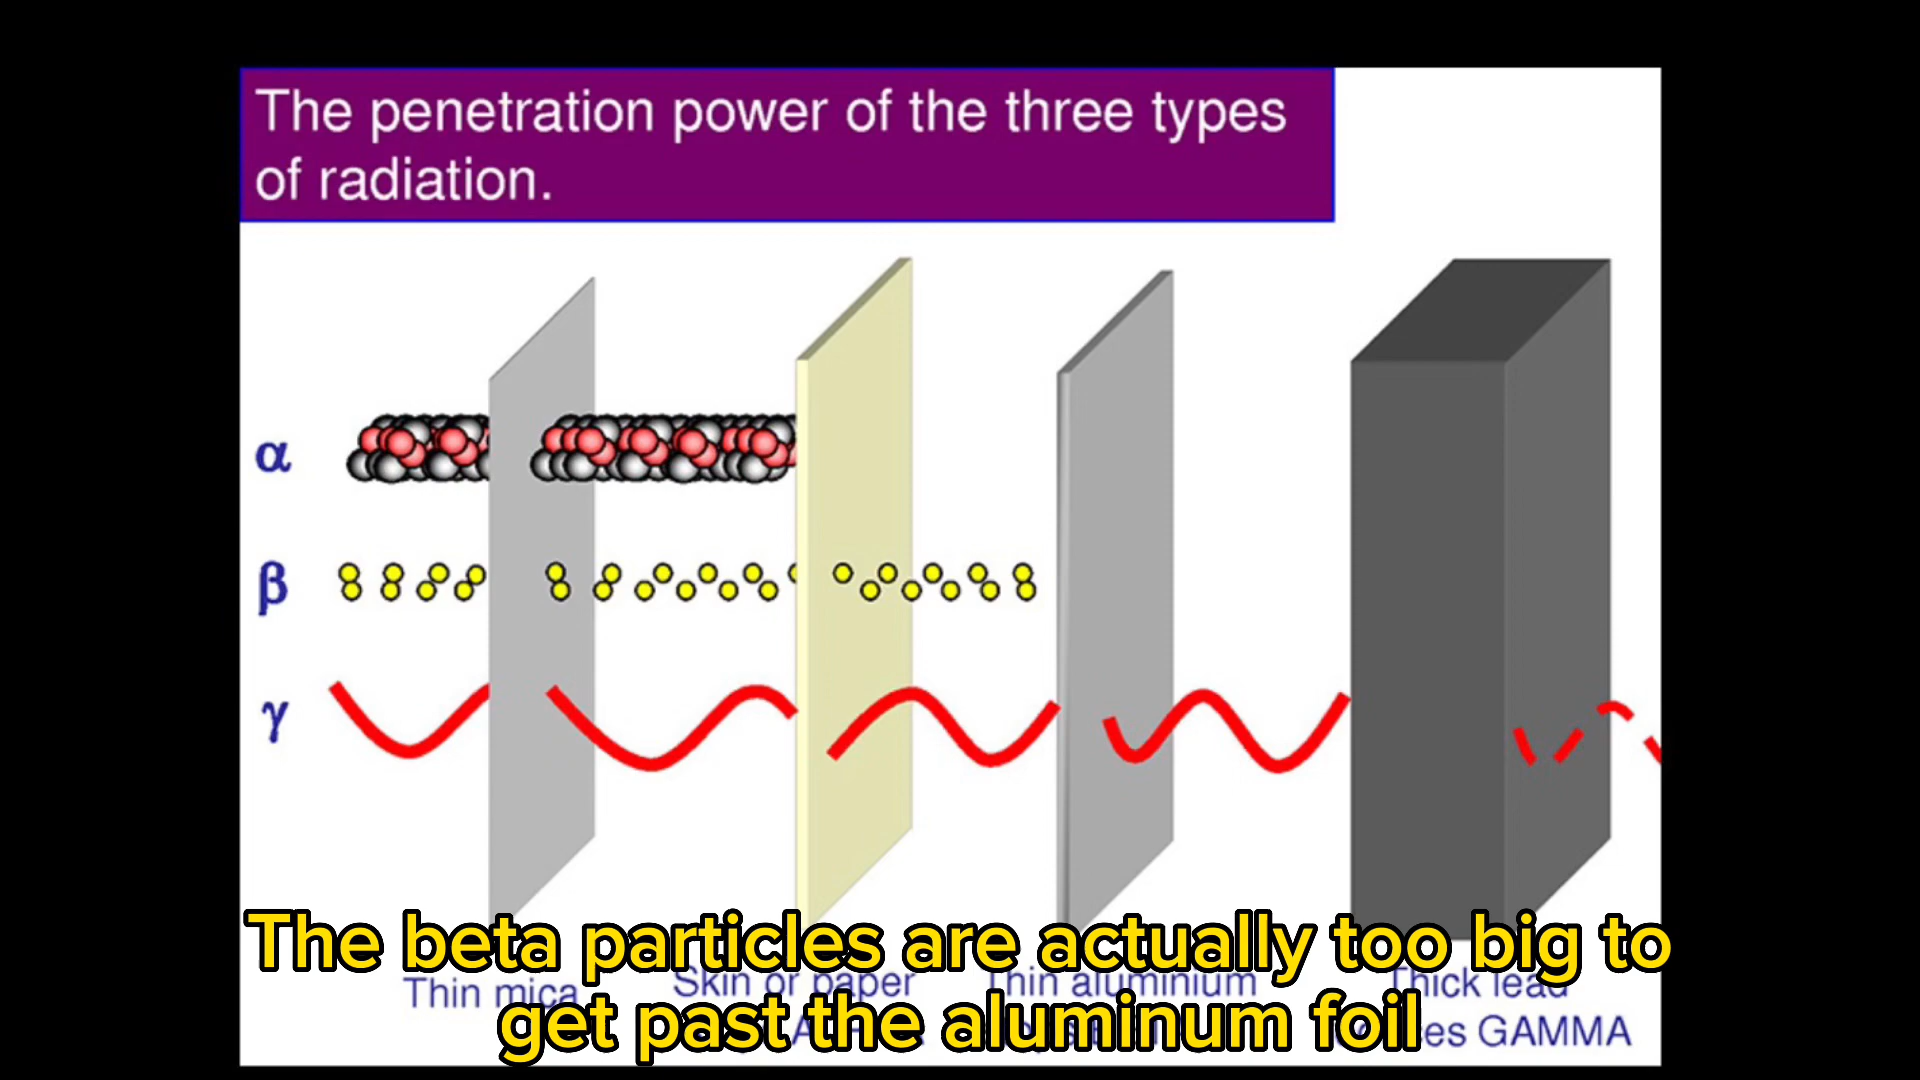 The penetration power of the three types
of radiation.
α
β
γ
The beta particles are actually too big to
get past the aluminum foil
Thin mica
Skin or paper
Thin aluminium
Thick lead
GAMMA